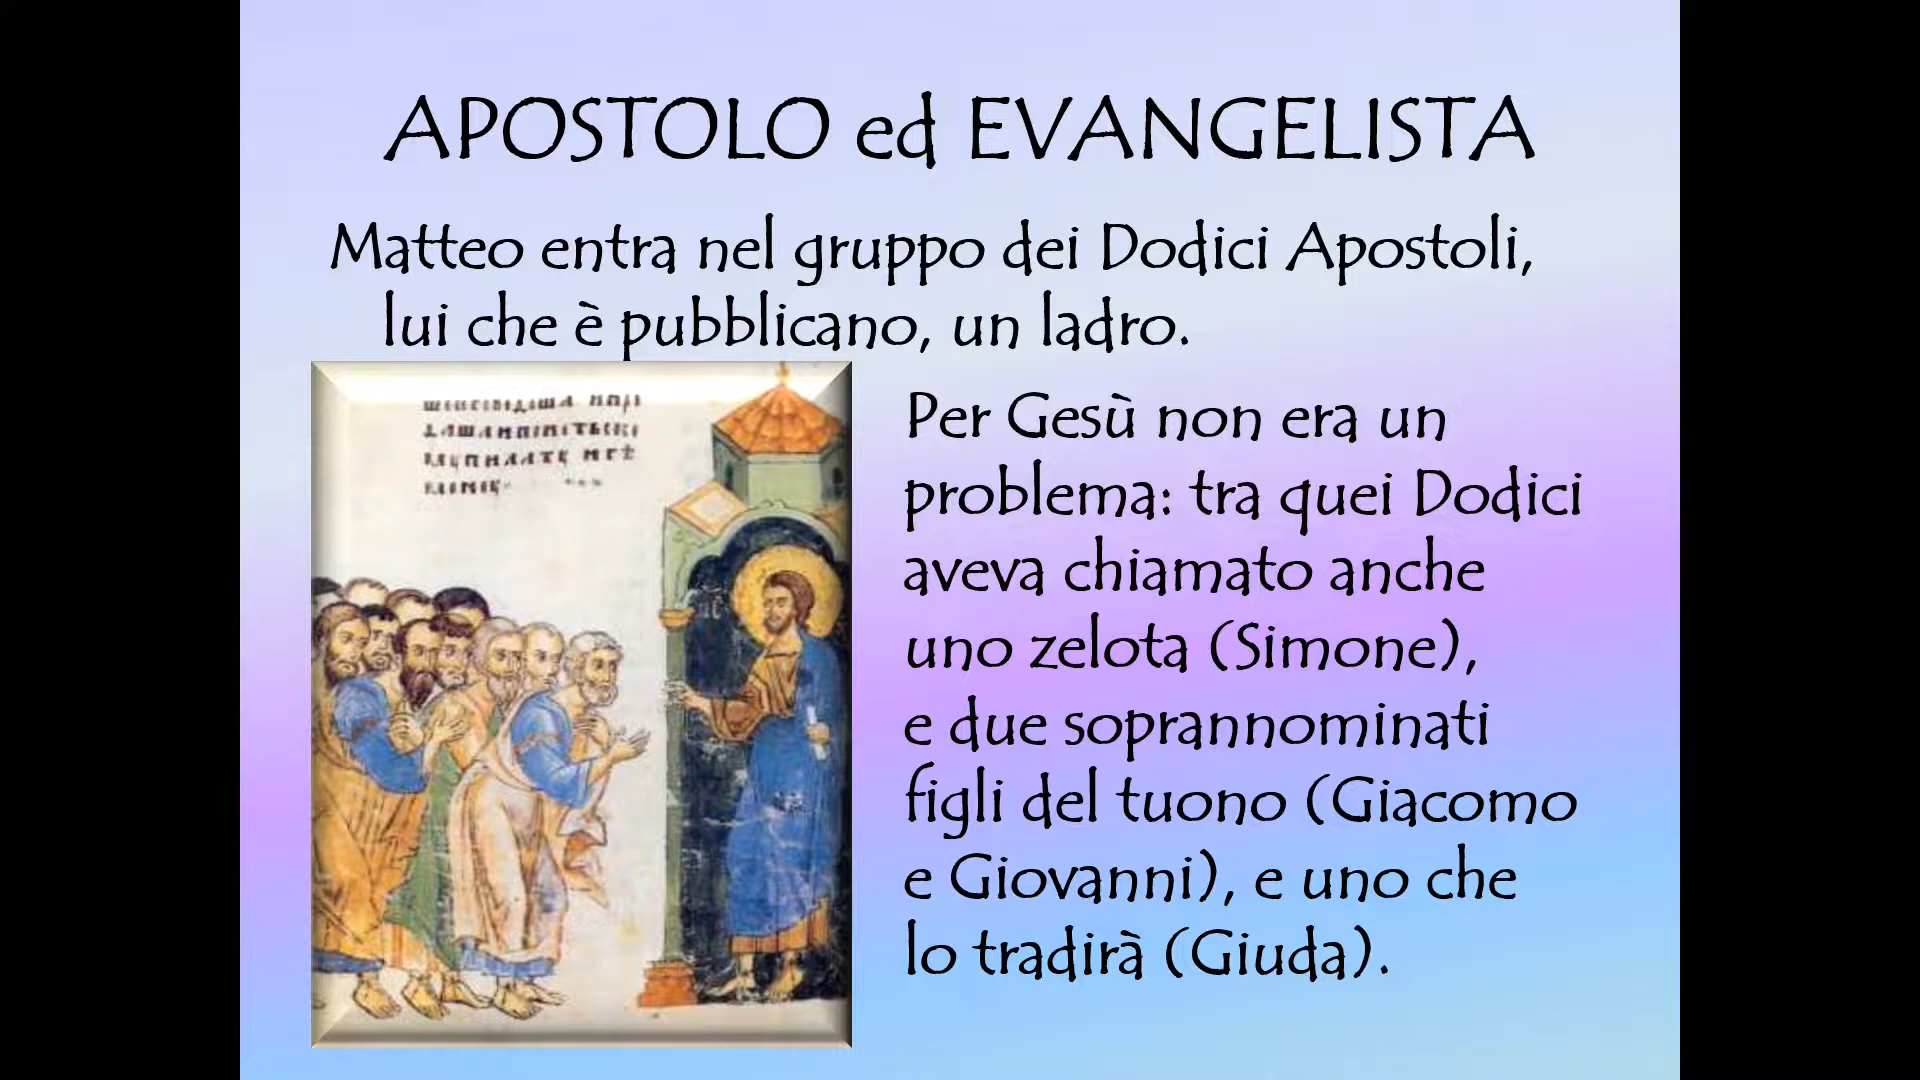 APOSTOLO ed EVANGELISTA
Matteo entra nel gruppo dei Dodici Apostoli,
lui che è pubblicano, un ladro.
Per Gesù non era un
problema: tra quei Dodici
aveva chiamato anche
uno zelota (Simone),
e due soprannominati
figli del tuono (Giacomo
e Giovanni), e uno che
lo tradirà (Giuda).